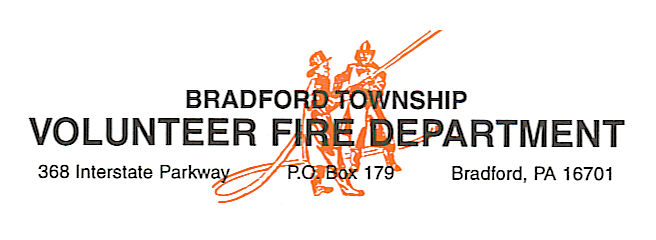 BRADFORD TOWNSHIP
VOLUNTEER FIRE DEPARTMENT
368 Interstate Parkway P.O. Box 179 Bradford, PA 16701